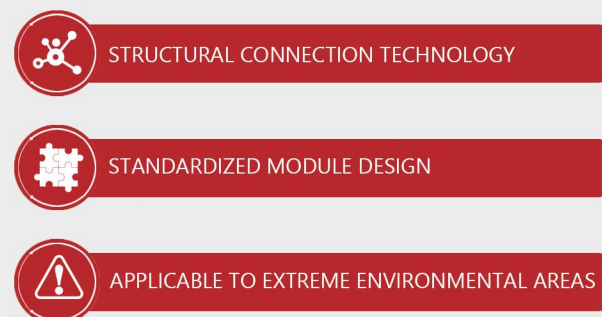 STRUCTURAL CONNECTION TECHNOLOGY
STANDARDIZED MODULE DESIGN
APPLICABLE TO EXTREME ENVIRONMENTAL AREAS